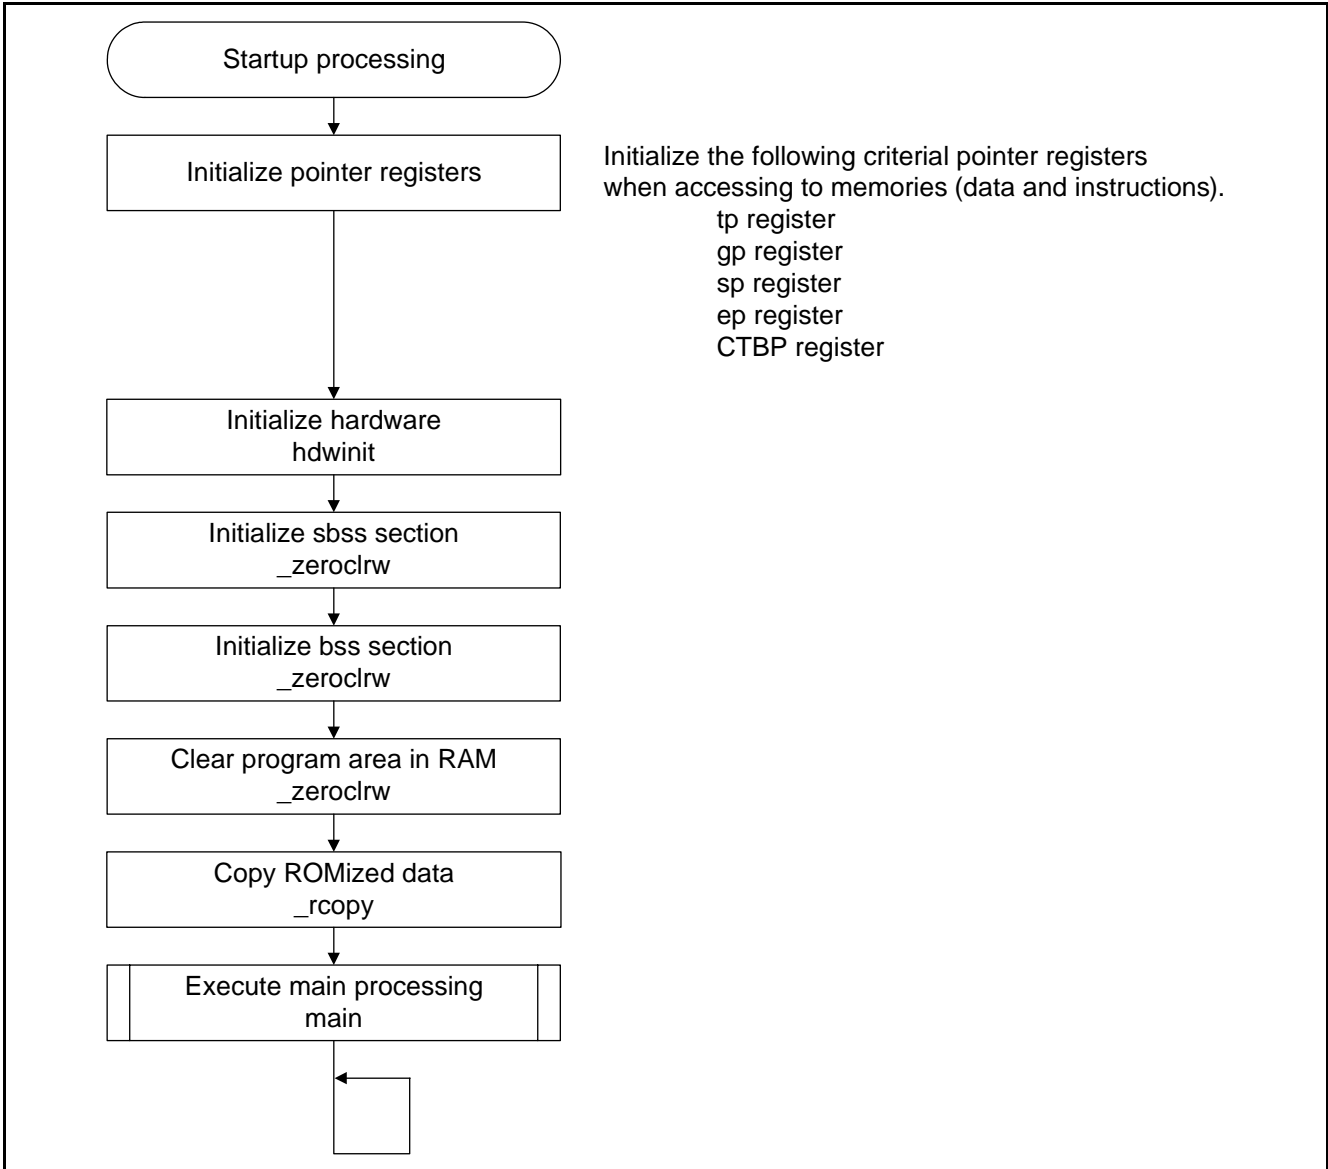 Startup processing
Initialize pointer registers
Initialize the following criterial pointer registers
when accessing to memories (data and instructions).
tp register
gp register
sp register
ep register
CTBP register
Initialize hardware
hdwinit
Initialize sbss section
_zeroclrw
Initialize bss section
_zeroclrw
Clear program area in RAM
_zeroclrw
Copy ROMized data
_rcopy
Execute main processing
main